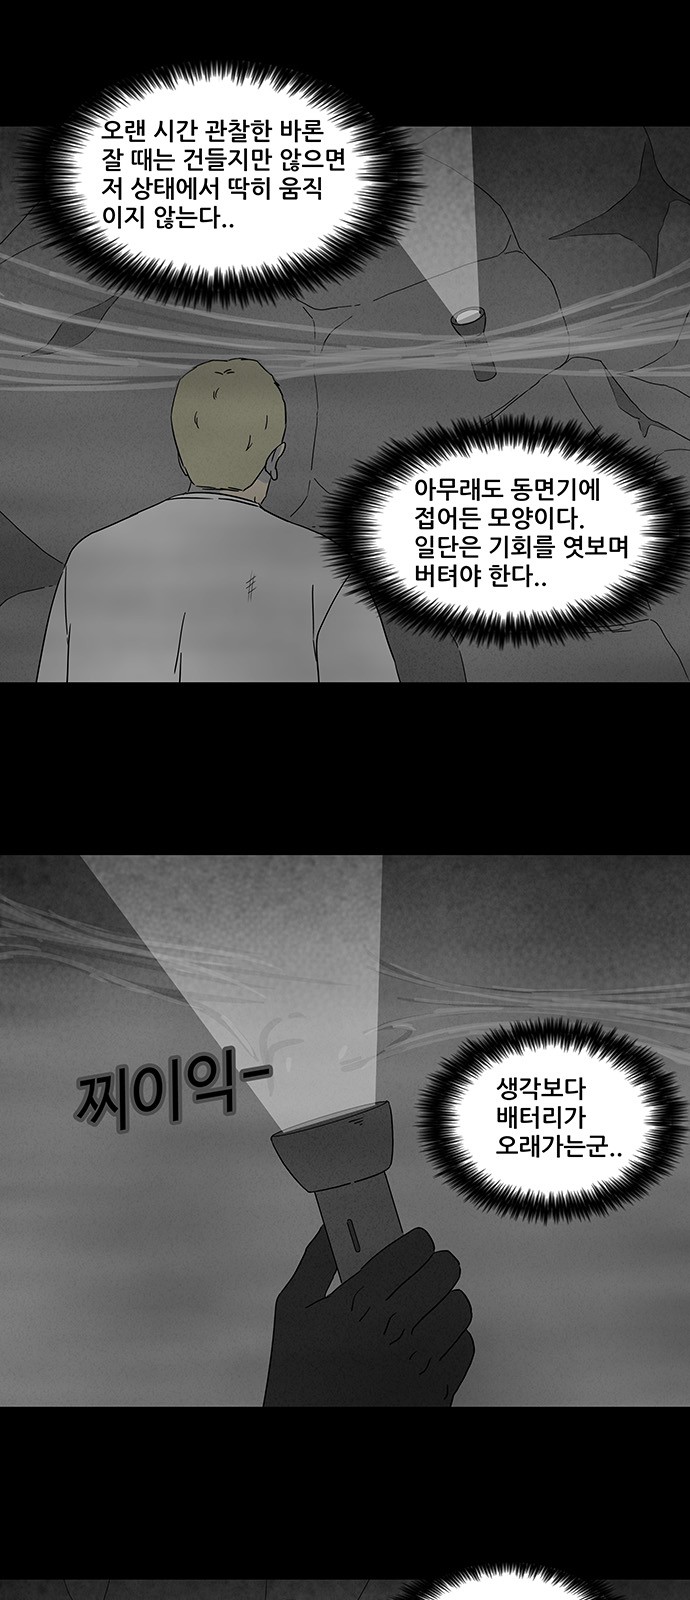 오랜 시간 관찰한 바론
잘 때는 건들지만 않으면
저 상태에서 딱히 움직
이지 않는다..
아무래도 동면기에
접어든 모양이다.
일단은 기회를 엿보며
버텨야 한다..
찌이익-
생각보다
배터리가
오래가는군..